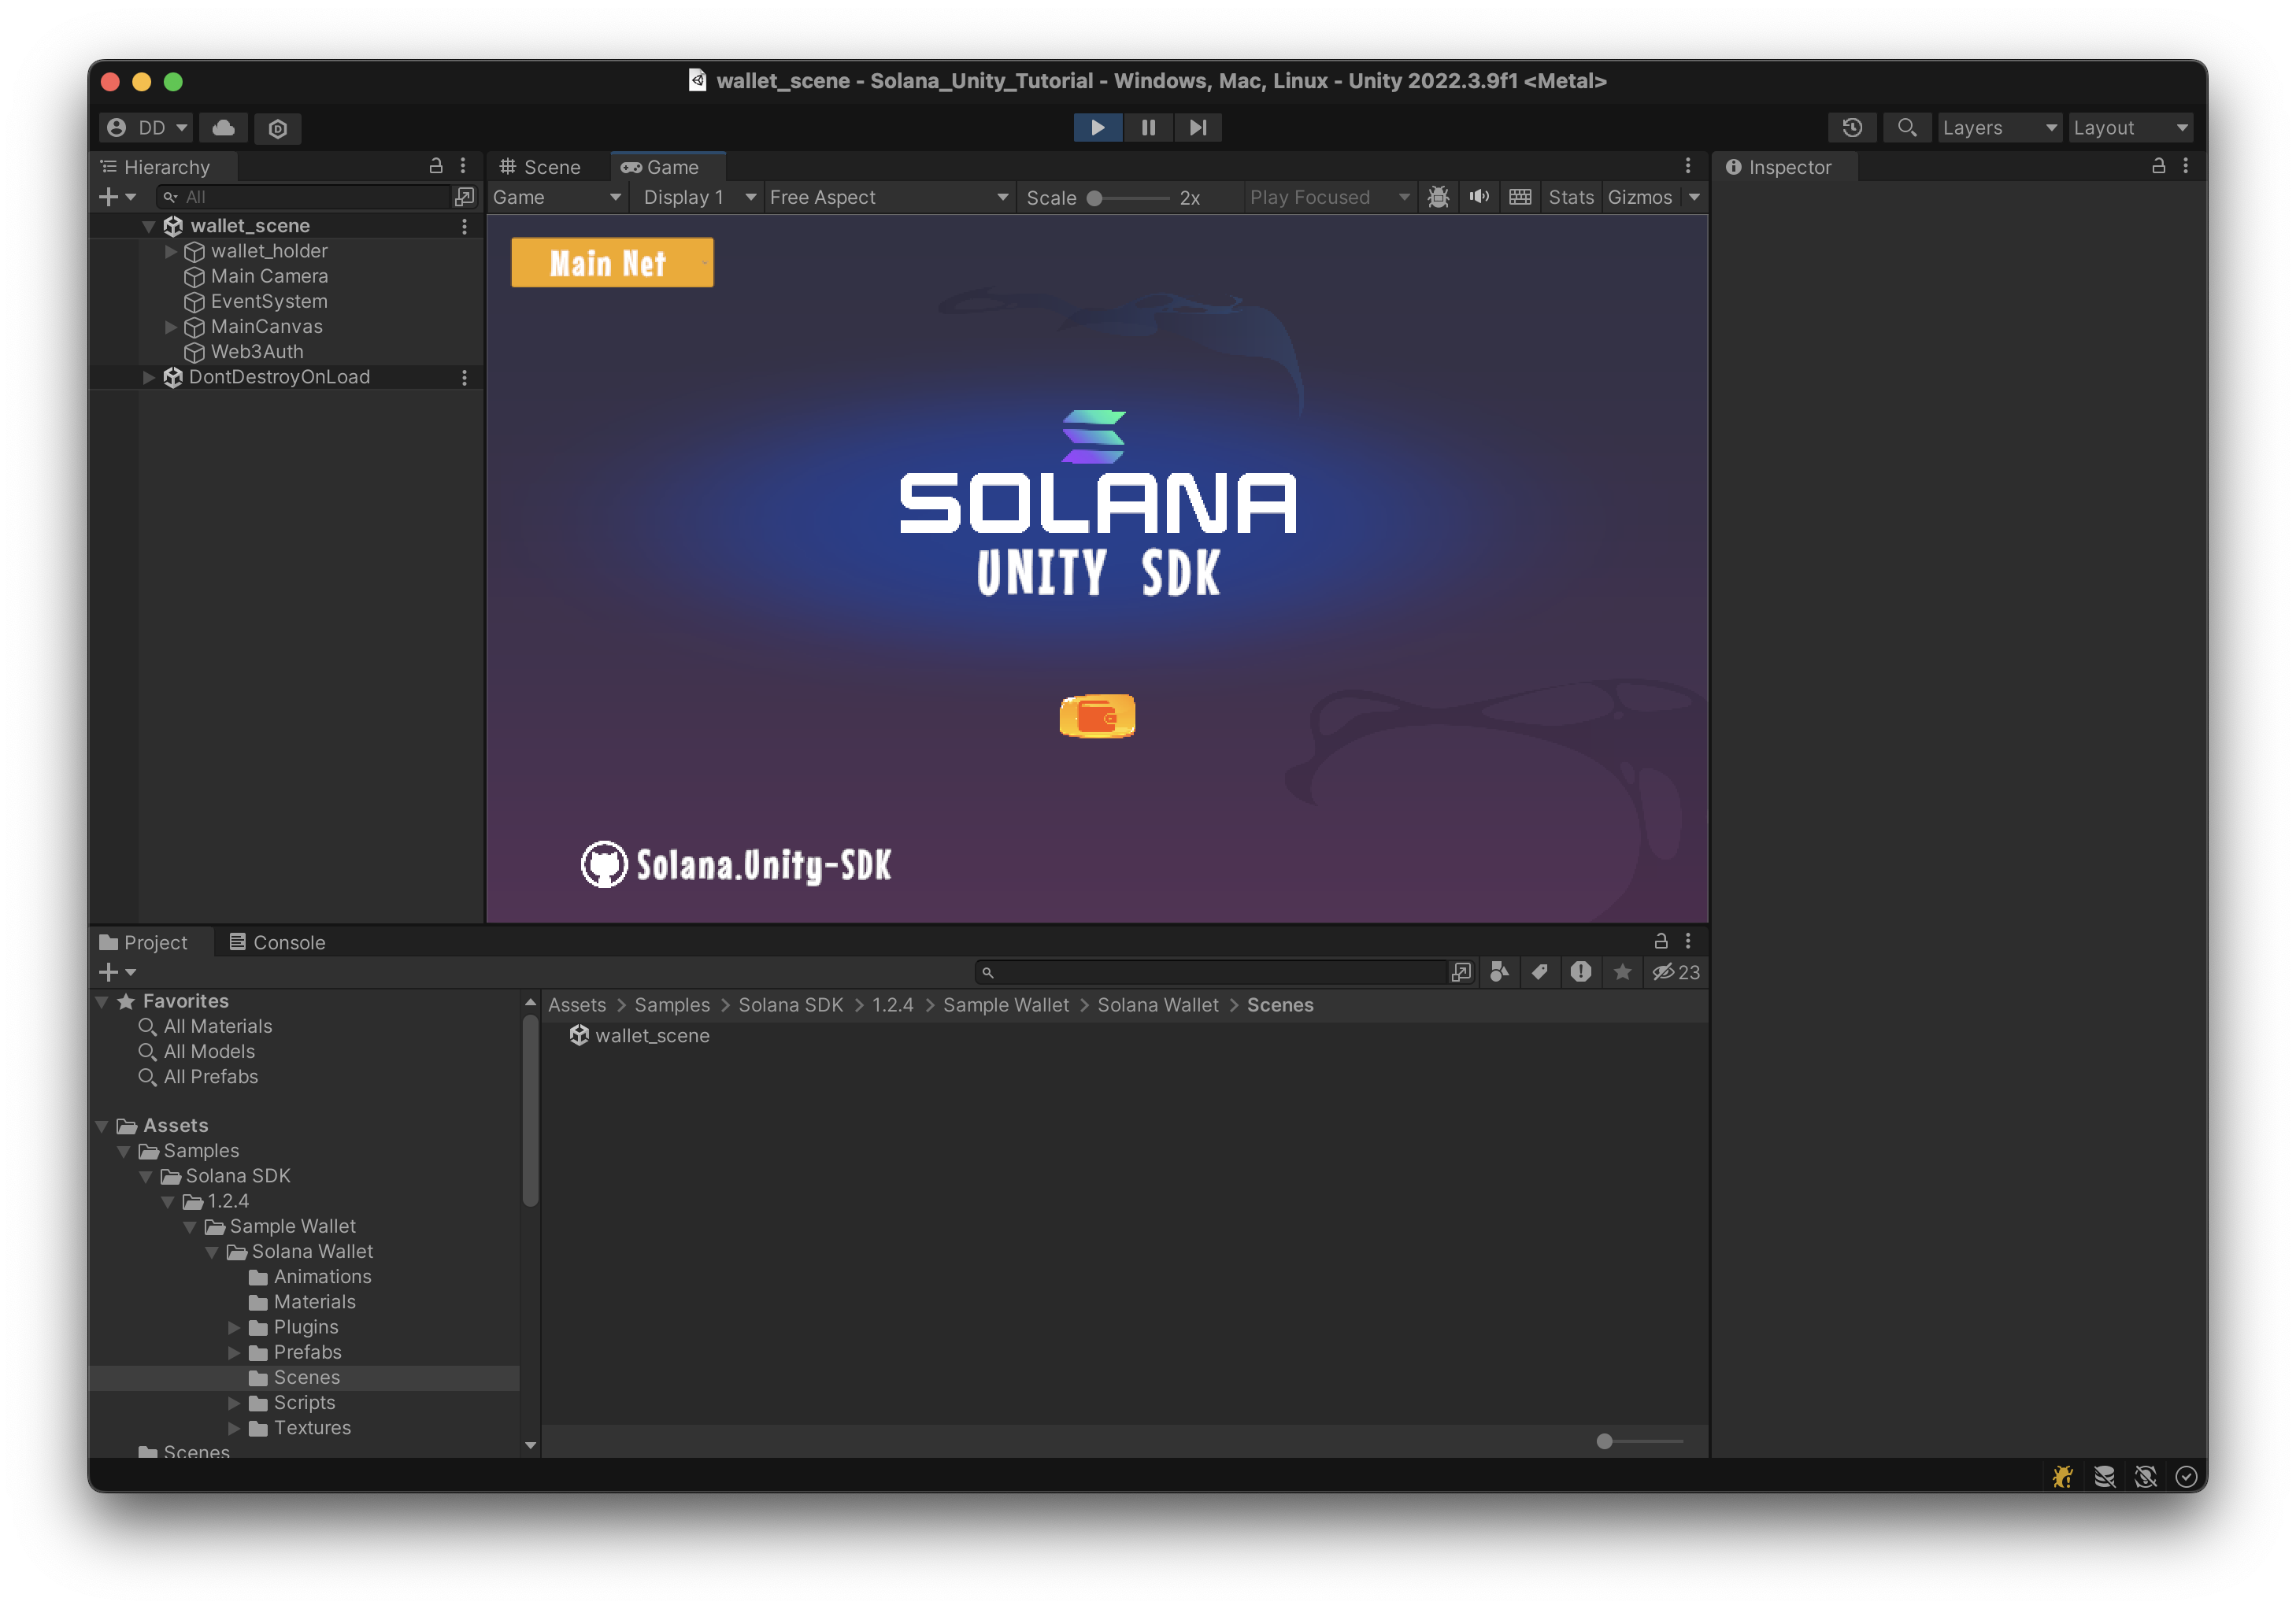 wallet_scene - Solana_Unity_Tutorial - Windows, Mac, Linux - Unity 2022.3.9f1 <Metal>
DD
Layers
Layout
Hierarchy
All
wallet_scene
wallet_holder
Main Camera
EventSystem
MainCanvas
Web3Auth
DontDestroyOnLoad
Scene
Game
Game
Display 1
Free Aspect
Scale
2x
Play Focused
Stats
Gizmos
Main Net
SOLANA
UNITY SDK
Solana.Unity-SDK
Inspector
Project
Console
23
Favorites
All Materials
All Models
All Prefabs
Assets
Samples
Solana SDK
1.2.4
Sample Wallet
Solana Wallet
Animations
Materials
Plugins
Prefabs
Scenes
Scripts
Textures
Scenes
Assets > Samples > Solana SDK > 1.2.4 > Sample Wallet > Solana Wallet > Scenes
wallet_scene